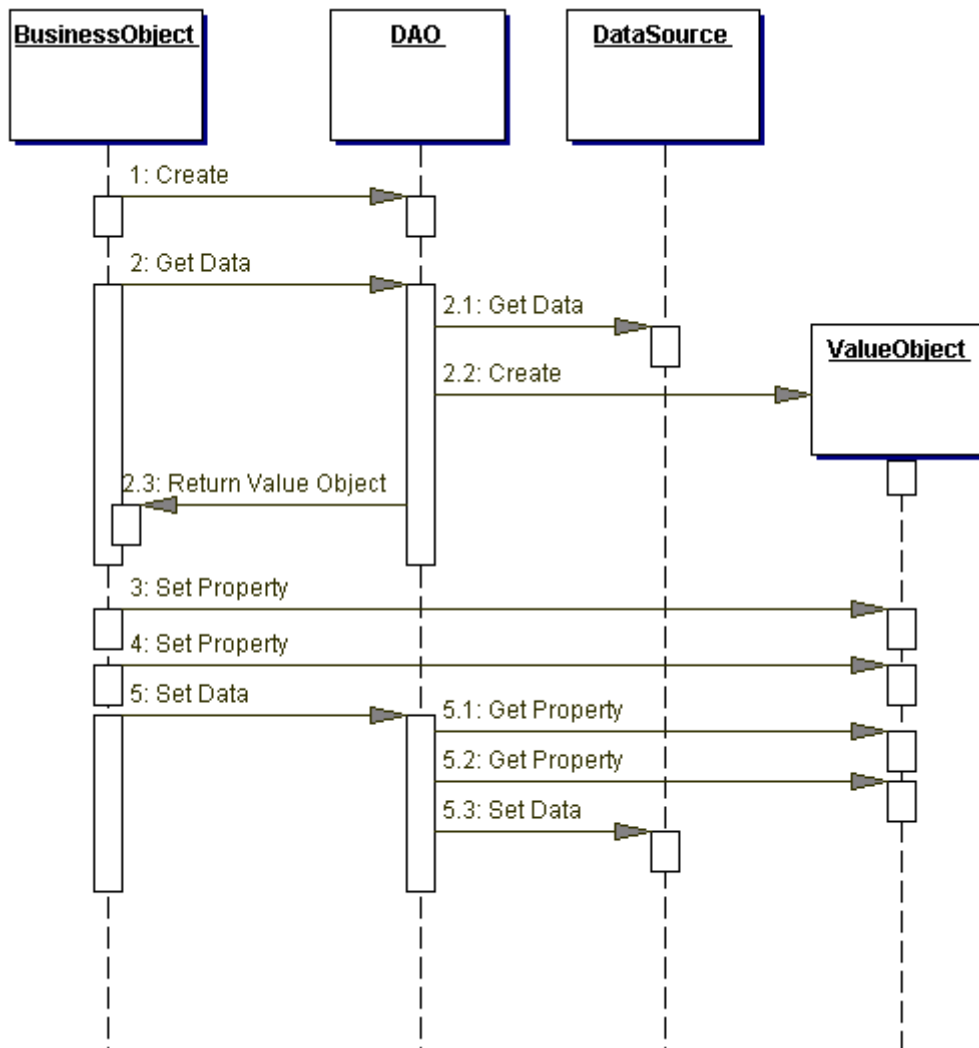 BusinessObject
DAO
DataSource
1: Create
2: Get Data
2.1: Get Data
ValueObject
2.2: Create
2.3: Return Value Object
3: Set Property
4: Set Property
5: Set Data
5.1: Get Property
5.2: Get Property
5.3: Set Data